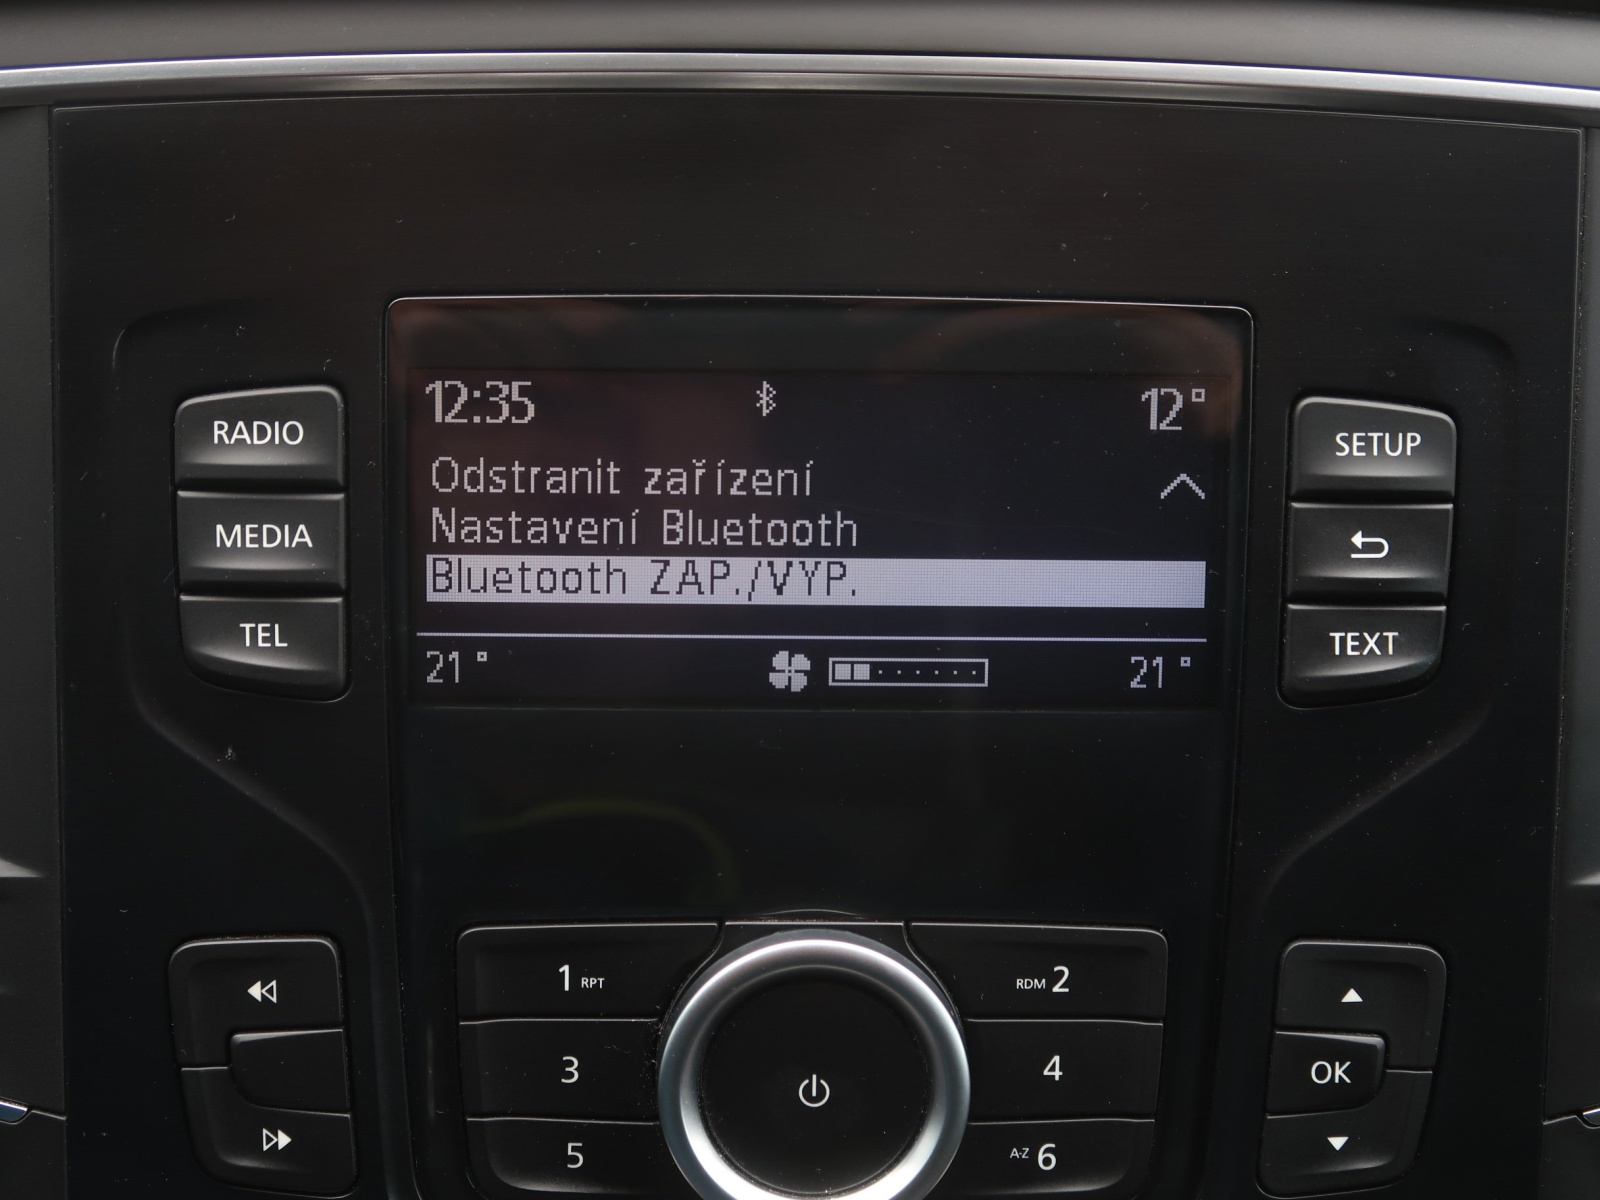 12:35 12°
Odstranit zařízení
Nastavení Bluetooth
Bluetooth ZAP./VYP.
21° 21°
RADIO
MEDIA
TEL
SETUP
TEXT
1 RPT
RDM 2
3
4
5
A-Z 6
OK